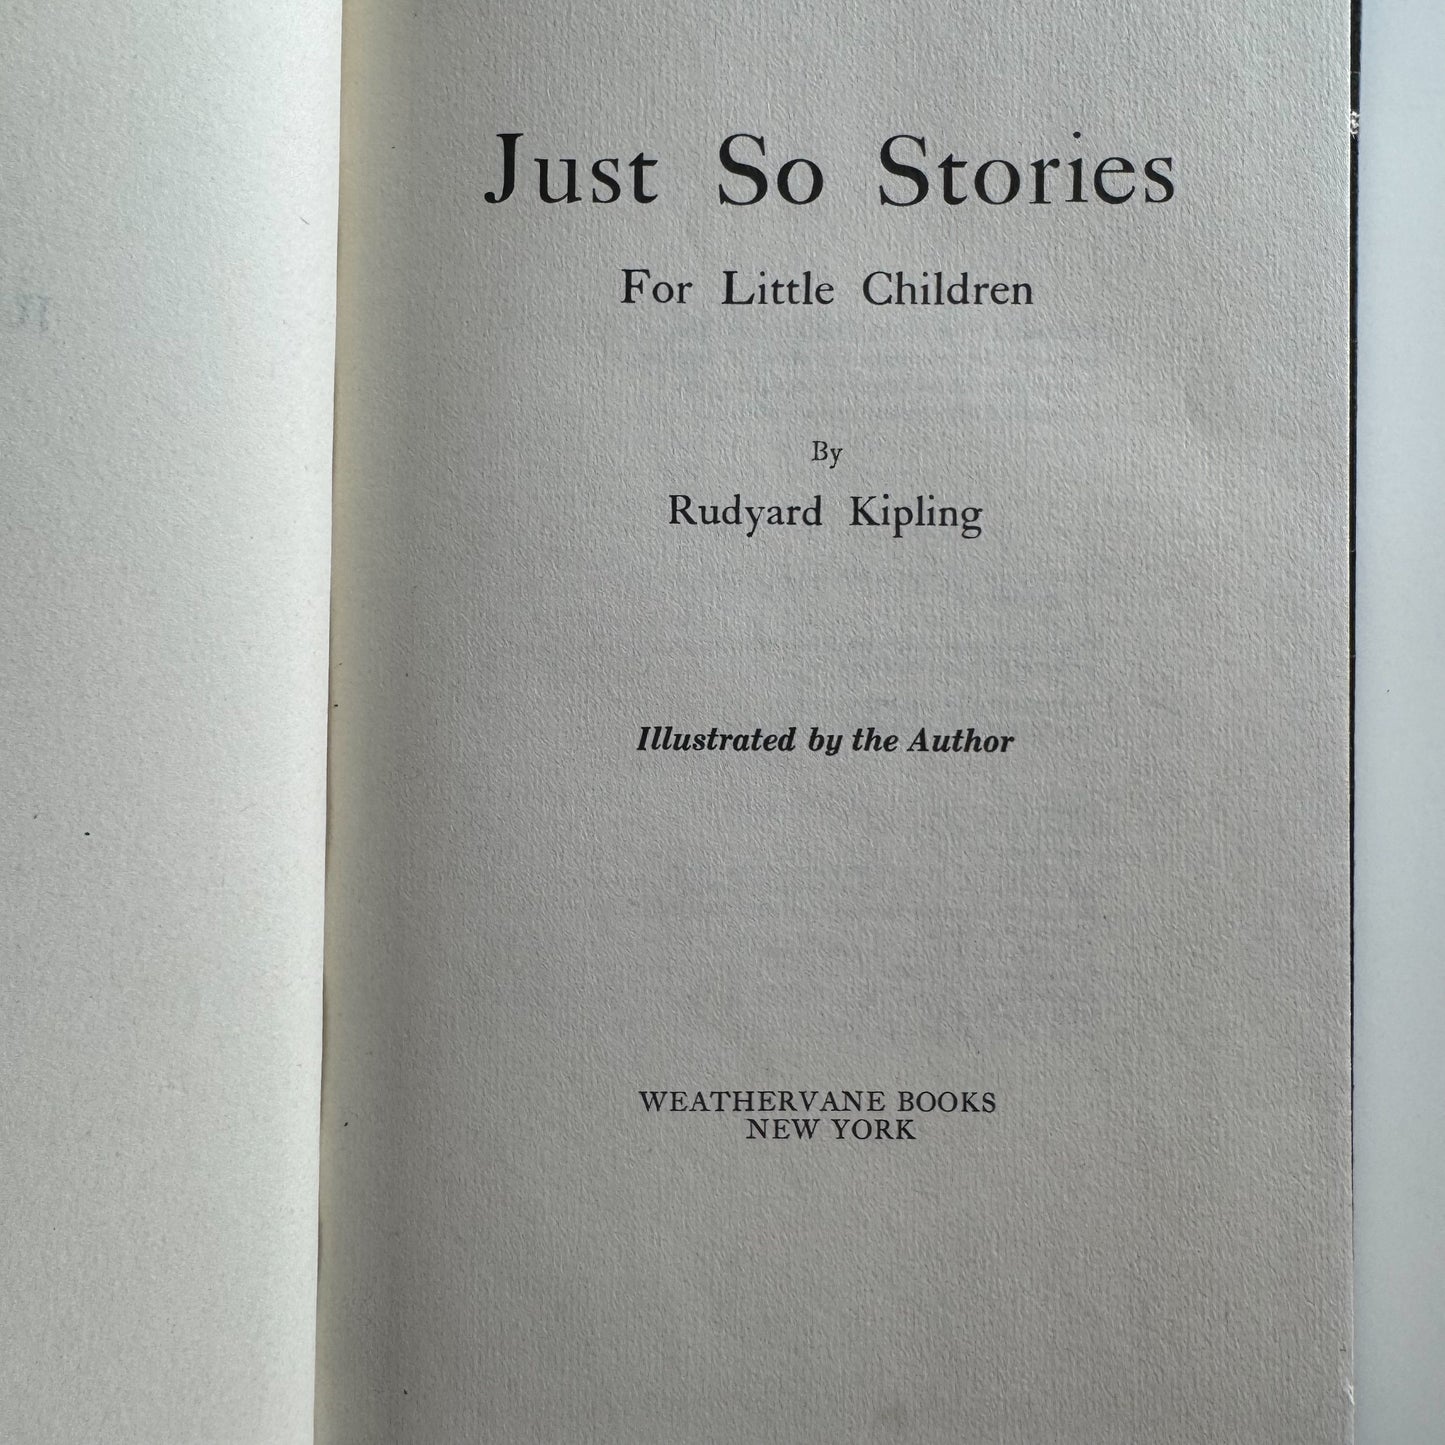 Just So Stories
For Little Children
By
Rudyard Kipling
Illustrated by the Author
WEATHERVANE BOOKS
NEW YORK